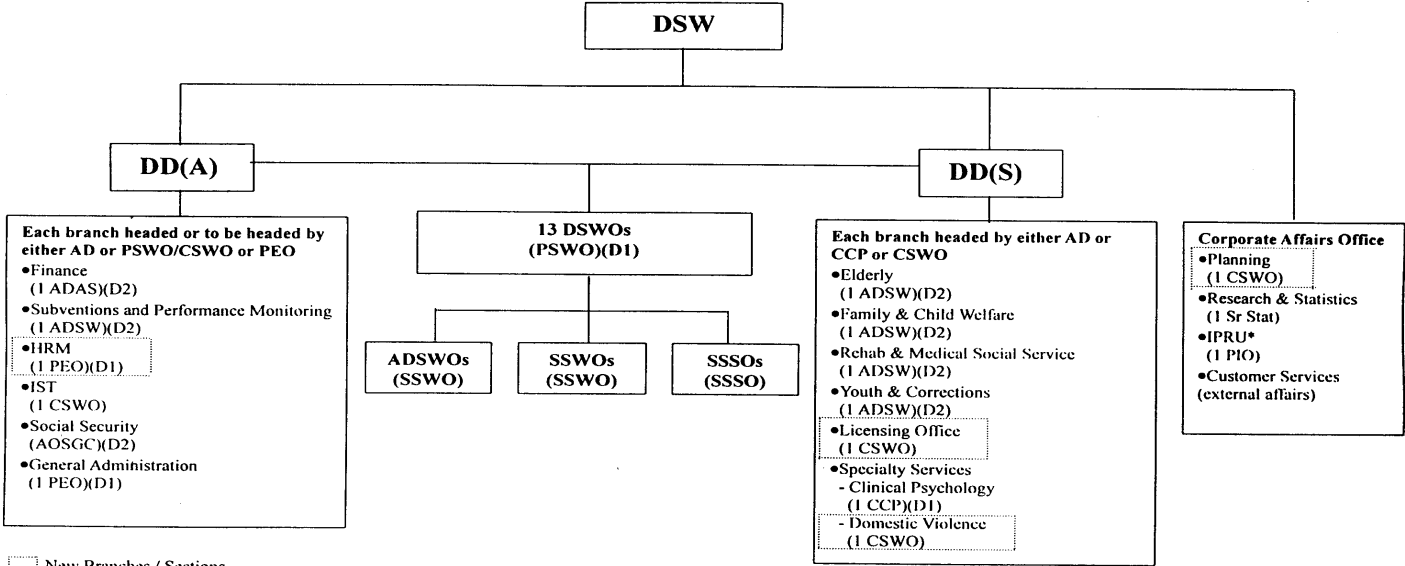 DSW
DD(A)
DD(S)
Each branch headed or to be headed by
either AD or PSWO/CSWO or PEO
•Finance
(1 ADAS)(D2)
•Subventions and Performance Monitoring
(1 ADSW)(D2)
•HRM
(1 PEO)(D1)
•IST
(1 CSWO)
•Social Security
(AOSGC)(D2)
•General Administration
(1 PEO)(D1)
13 DSWOs
(PSWO)(D1)
ADSWOs
(SSWO)
SSWOs
(SSWO)
SSSOs
(SSSO)
Each branch headed by either AD or
CCP or CSWO
•Elderly
(1 ADSW)(D2)
•Family & Child Welfare
(1 ADSW)(D2)
•Rehab & Medical Social Service
(1 ADSW)(D2)
•Youth & Corrections
(1 ADSW)(D2)
•Licensing Office
(1 CSWO)
•Specialty Services
- Clinical Psychology
(1 CCP)(D1)
- Domestic Violence
(1 CSWO)
Corporate Affairs Office
•Planning
(1 CSWO)
•Research & Statistics
(1 Sr Stat)
•IPRU*
(1 PIO)
•Customer Services
(external affairs)
New Branches / Sections